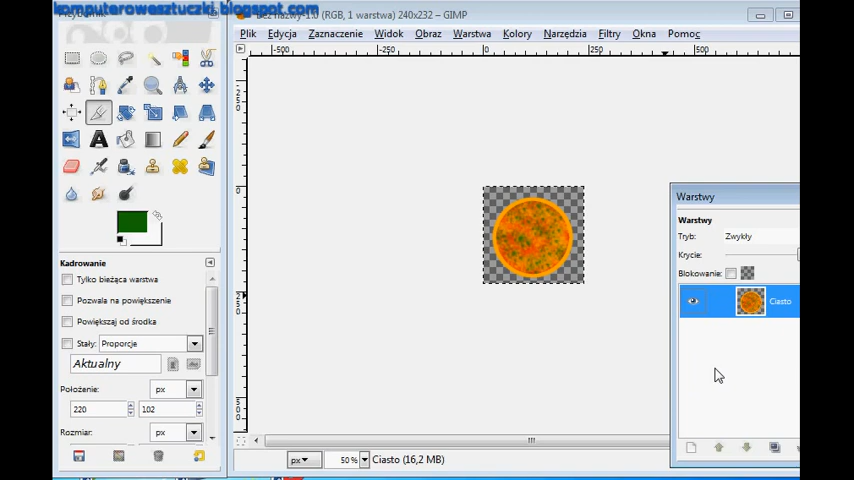 komputerowesztuczki.blogspot.com
Bez nazwy-1.0 (RGB, 1 warstwa) 240x232 – GIMP
Plik Edycja Zaznaczenie Widok Obraz Warstwa Kolory Narzędzia Filtry Okna Pomoc
-500 -250 0 250 500
Warstwy
Warstwy
Tryb: Zwykły
Krycie:
Blokowanie:
Ciasto
Kadrowanie
Tylko bieżąca warstwa
Pozwala na powiększenie
Powiększaj od środka
Stały: Proporcje
Aktualny
Położenie: px
220 102
Rozmiar: px
px 50 % Ciasto (16,2 MB)